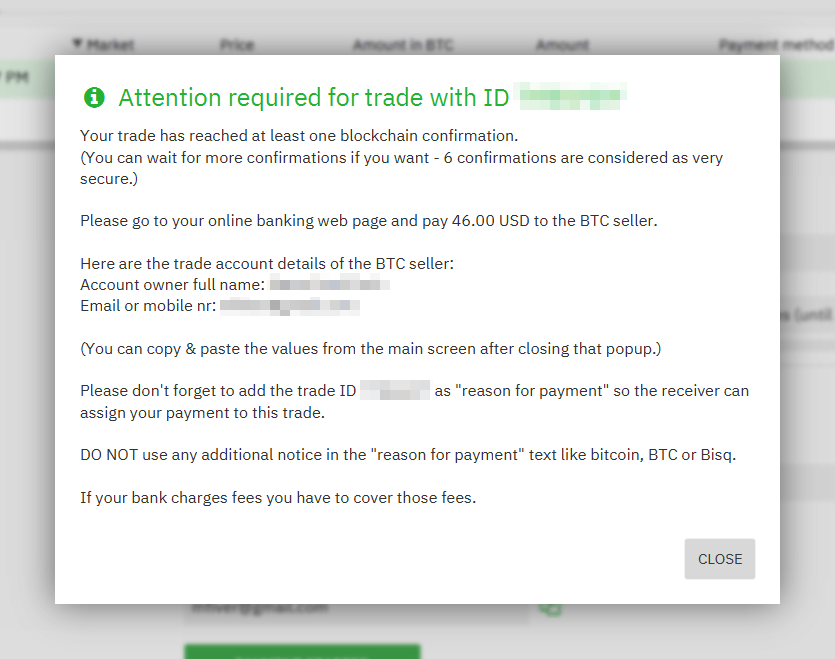 ▼ Market Price Amount in BTC Amount Payment method
PM
Attention required for trade with ID
Your trade has reached at least one blockchain confirmation.
(You can wait for more confirmations if you want - 6 confirmations are considered as very
secure.)
Please go to your online banking web page and pay 46.00 USD to the BTC seller.
Here are the trade account details of the BTC seller:
Account owner full name:
Email or mobile nr:
(until
(You can copy & paste the values from the main screen after closing that popup.)
Please don't forget to add the trade ID as "reason for payment" so the receiver can
assign your payment to this trade.
DO NOT use any additional notice in the "reason for payment" text like bitcoin, BTC or Bisq.
If your bank charges fees you have to cover those fees.
CLOSE